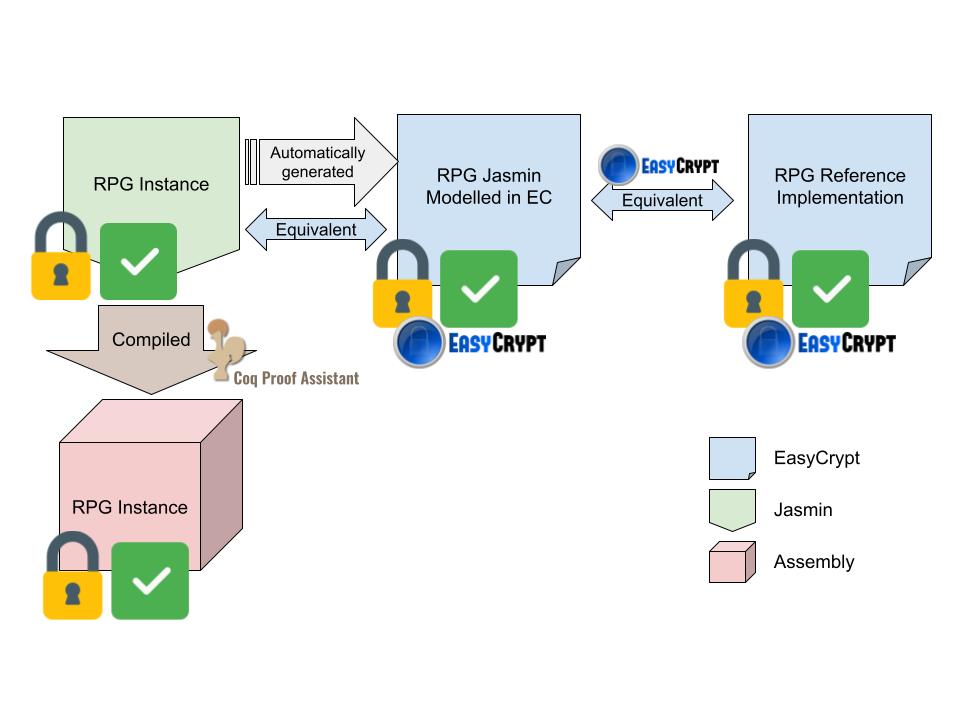 RPG Instance
Automatically
generated
Equivalent
RPG Jasmin
Modelled in EC
EASYCRYPT
Equivalent
RPG Reference
Implementation
EASYCRYPT
EASYCRYPT
Compiled
Coq Proof Assistant
RPG Instance
EasyCrypt
Jasmin
Assembly